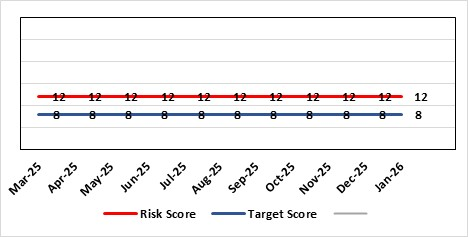 12 12 12 12 12 12 12 12 12 12 12
8 8 8 8 8 8 8 8 8 8 8
Mar-25 Apr-25 May-25 Jun-25 Jul-25 Aug-25 Sep-25 Oct-25 Nov-25 Dec-25 Jan-26
Risk Score Target Score